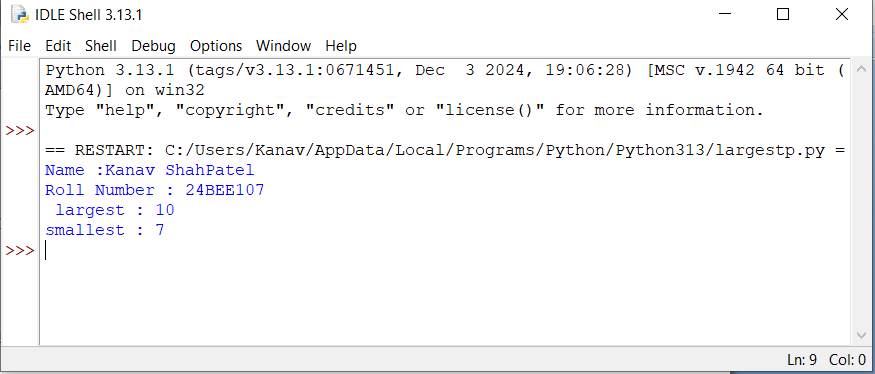 IDLE Shell 3.13.1
File Edit Shell Debug Options Window Help
Python 3.13.1 (tags/v3.13.1:0671451, Dec  3 2024, 19:06:28) [MSC v.1942 64 bit (
AMD64)] on win32
Type "help", "copyright", "credits" or "license()" for more information.
>>>
== RESTART: C:/Users/Kanav/AppData/Local/Programs/Python/Python313/largestp.py =
Name :Kanav ShahPatel
Roll Number : 24BEE107
 largest : 10
smallest : 7
>>>
Ln: 9 Col: 0